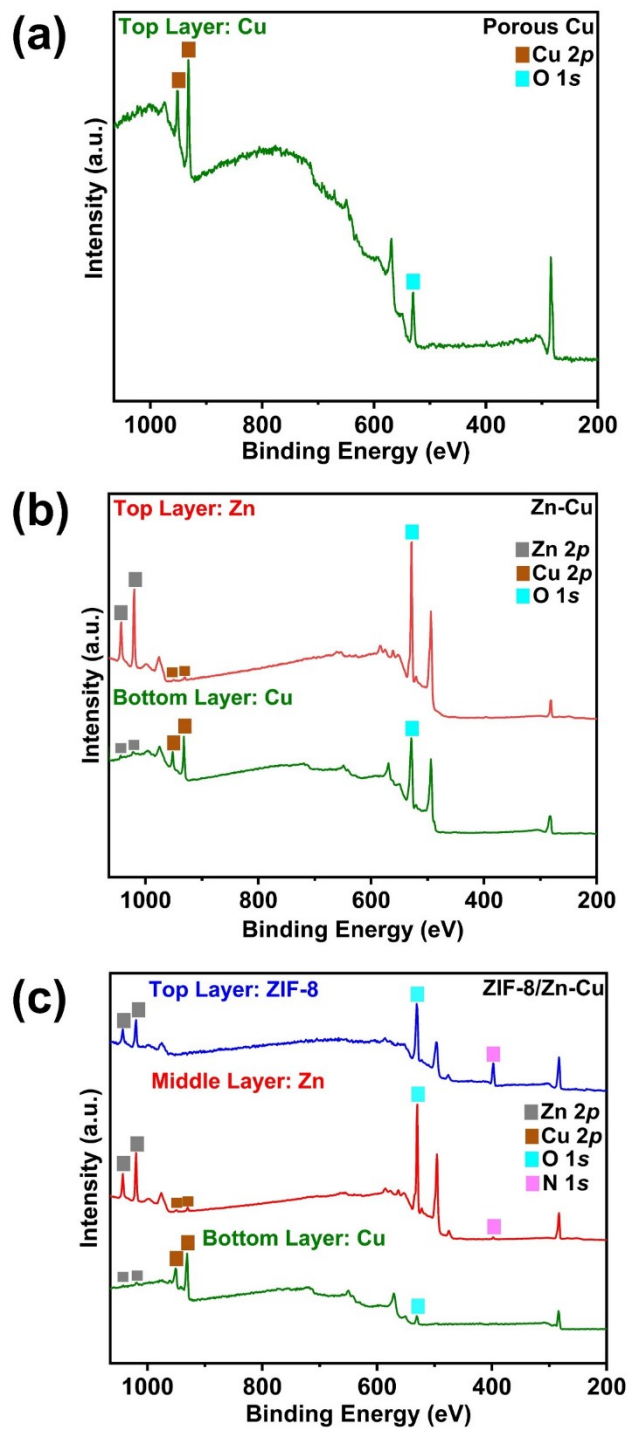 (a)
Top Layer: Cu
Porous Cu
Cu 2p
O 1s
Intensity (a.u.)
1000 800 600 400 200
Binding Energy (eV)
(b)
Top Layer: Zn
Zn-Cu
Zn 2p
Cu 2p
O 1s
Bottom Layer: Cu
Intensity (a.u.)
1000 800 600 400 200
Binding Energy (eV)
(c)
Top Layer: ZIF-8
ZIF-8/Zn-Cu
Middle Layer: Zn
Zn 2p
Cu 2p
O 1s
N 1s
Bottom Layer: Cu
Intensity (a.u.)
1000 800 600 400 200
Binding Energy (eV)